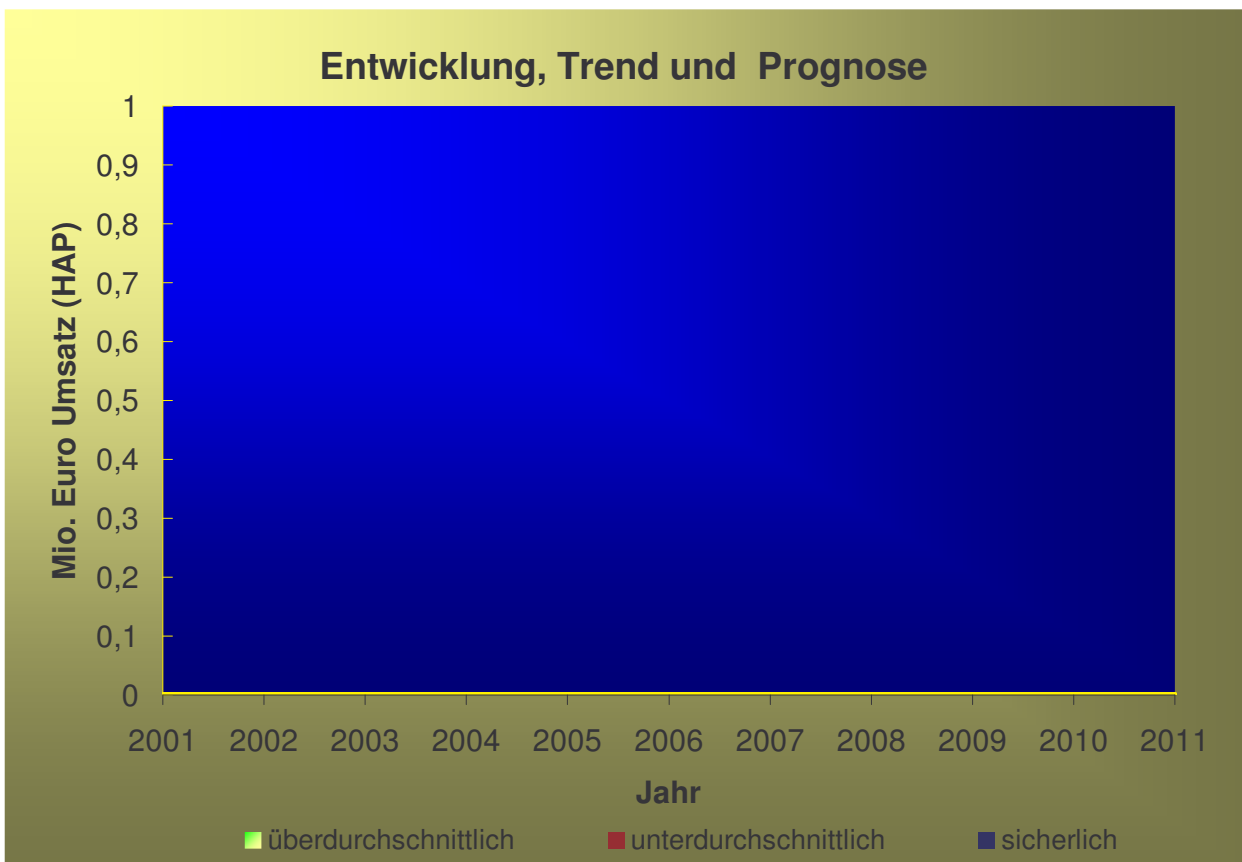 Entwicklung, Trend und  Prognose
Mio. Euro Umsatz (HAP)
1
0,9
0,8
0,7
0,6
0,5
0,4
0,3
0,2
0,1
0
2001 2002 2003 2004 2005 2006 2007 2008 2009 2010 2011
Jahr
überdurchschnittlich unterdurchschnittlich sicherlich